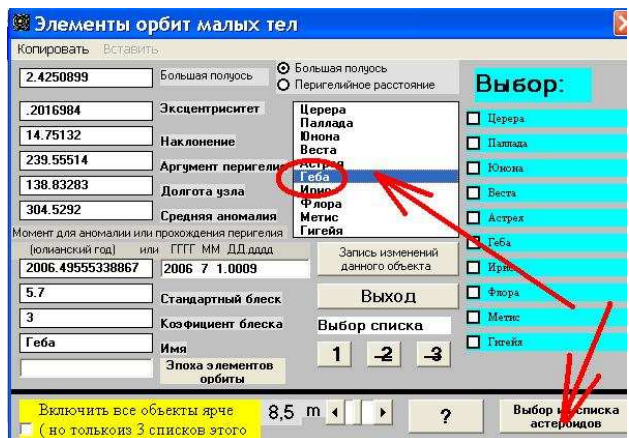 Элементы орбит малых тел
Копировать Вставить
2.4250899 Большая полуось
Большая полуось
Перигелийное расстояние
.2016984 Эксцентриситет
14.75132 Наклонение
239.55514 Аргумент перигелия
138.83283 Долгота узла
304.5292 Средняя аномалия
Церера
Паллада
Юнона
Веста
Астрея
Геба
Ирис
Флора
Метис
Гигейя
Выбор:
Церера
Паллада
Юнона
Веста
Астрея
Геба
Ирис
Флора
Метис
Гигейя
Момент для аномалии или прохождения перигелия
(юлианский год) или ГГГГ ММ ДД.дддд
2006.49555338867 2006 7 1.0009
Запись изменений
данного объекта
5.7 Стандартный блеск
3 Коэфициент блеска
Геба Имя
Эпоха элементов
орбиты
Выход
Выбор списка
1 2 3
Включить все объекты ярче
( но только из 3 списков этого
8,5 m
?
Выбор из списка
астероидов